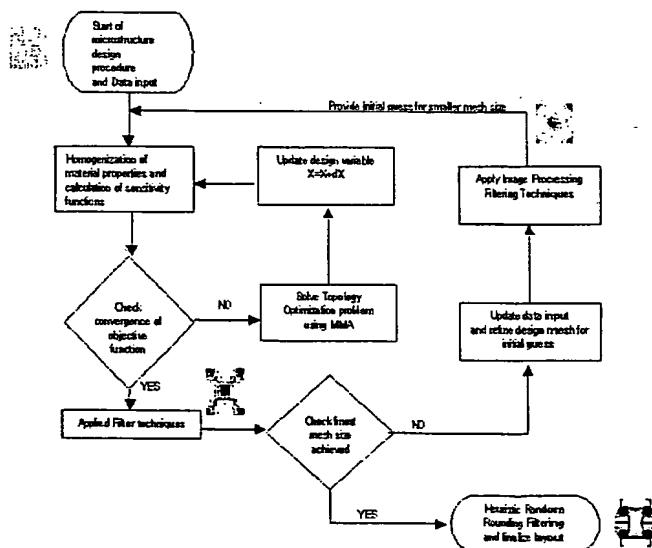 Start of
microstructure
design
procedure
and Data input
Provide initial guess for smaller mesh size
Homogenization of
material properties and
calculation of sensitivity
functions
Update design variable
X=X+dX
Apply Image Processing
Filtering Techniques
Check
convergence of
objective
function
NO
Solve Topology
Optimization problem
using MMA
Update data input
and refine design mesh for
initial guess
YES
Applied Filter techniques
Check finest
mesh size
achieved
NO
YES
Heuristic Random
Rounding Filtering
and finalize layout